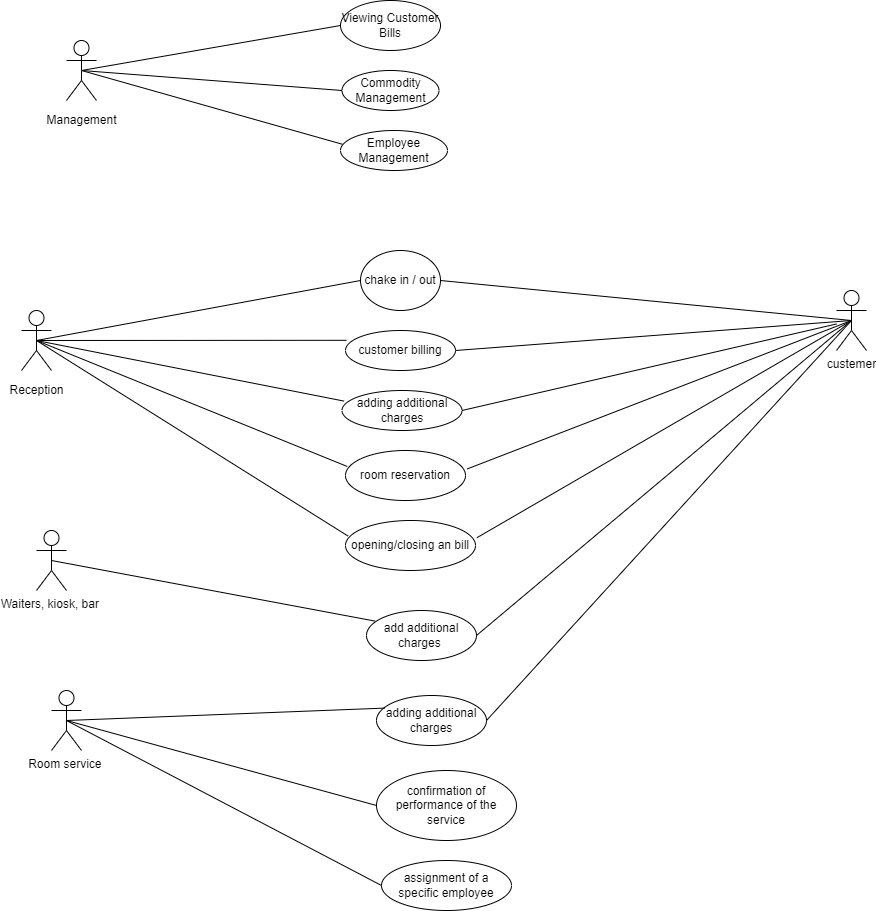 Viewing Customer
Bills
Commodity
Management
Management
Employee
Management
chake in / out
customer billing
custemer
Reception
adding additional
charges
room reservation
opening/closing an bill
Waiters, kiosk, bar
add additional
charges
adding additional
charges
Room service
confirmation of
performance of the
service
assignment of a
specific employee